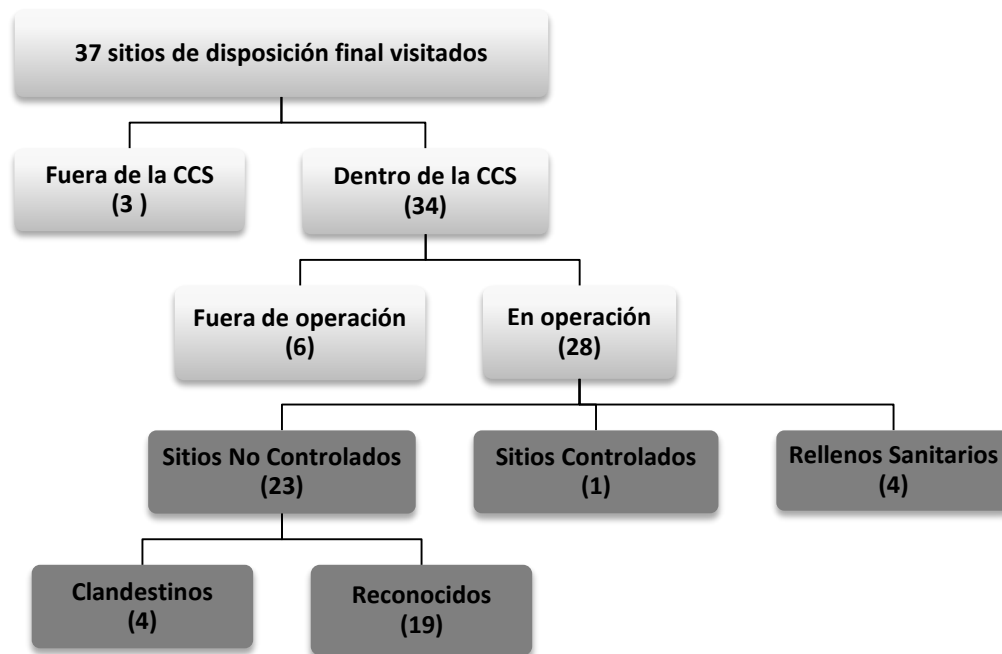 37 sitios de disposición final visitados
Fuera de la CCS
(3 )
Dentro de la CCS
(34)
Fuera de operación
(6)
En operación
(28)
Sitios No Controlados
(23)
Sitios Controlados
(1)
Rellenos Sanitarios
(4)
Clandestinos
(4)
Reconocidos
(19)